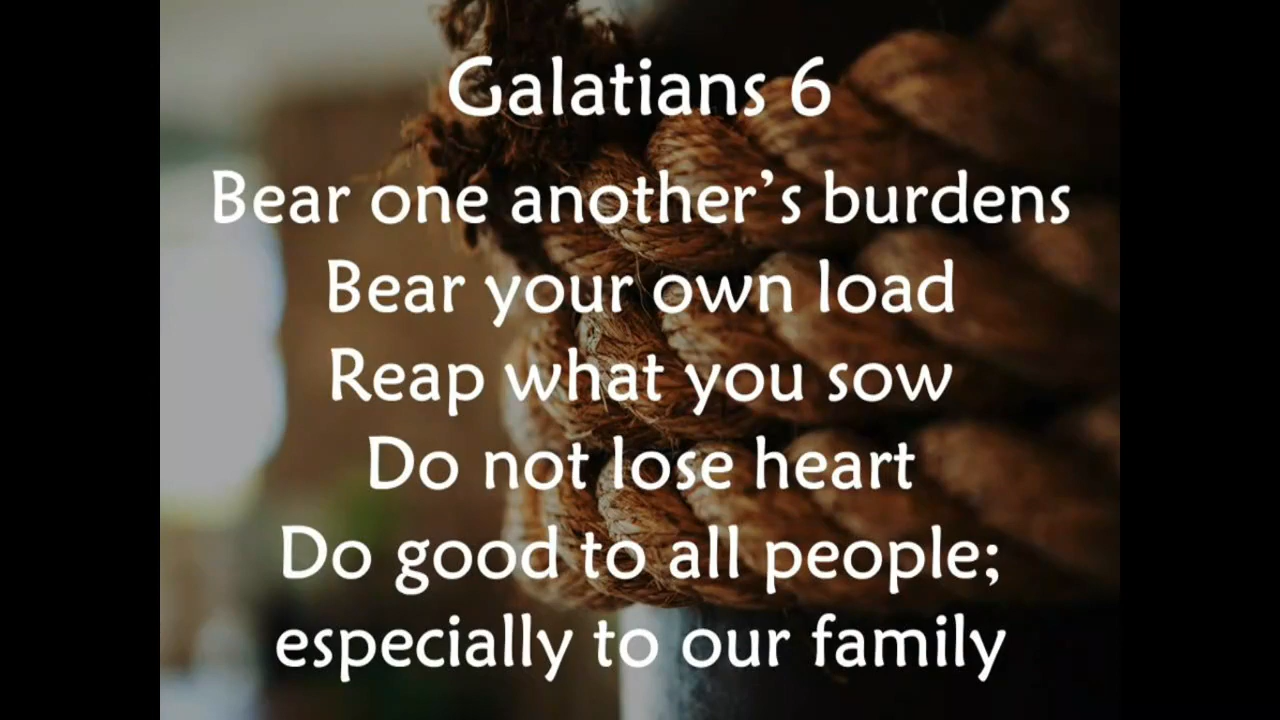 Galatians 6
Bear one another’s burdens
Bear your own load
Reap what you sow
Do not lose heart
Do good to all people;
especially to our family